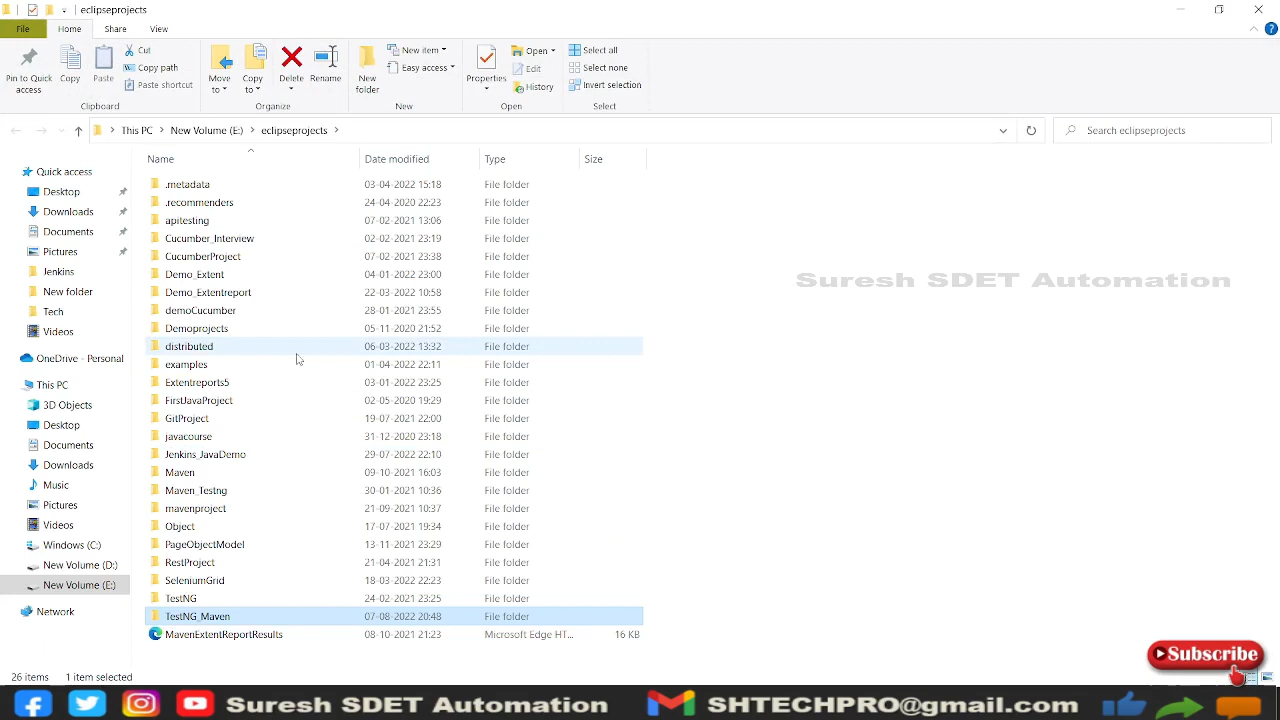 eclipseprojects
File Home Share View
Pin to Quick access
Copy
Paste
Cut
Copy path
Paste shortcut
Clipboard
Move to
Copy to
Delete
Rename
Organize
New folder
New item
Easy access
New
Properties
Open
Edit
History
Open
Select all
Select none
Invert selection
Select
This PC > New Volume (E:) > eclipseprojects >
Search eclipseprojects
Quick access
Desktop
Downloads
Documents
Pictures
Jenkins
New folder
Tech
Videos
OneDrive - Personal
This PC
3D Objects
Desktop
Documents
Downloads
Music
Pictures
Videos
Windows (C:)
New Volume (D:)
New Volume (E:)
Network
Name Date modified Type Size
.metadata 03-04-2022 15:18 File folder
.recommenders 24-04-2020 22:23 File folder
apitesting 07-02-2021 13:06 File folder
Cucumber_Interview 02-02-2021 23:19 File folder
CucumberProject 07-02-2021 23:38 File folder
Demo_Extent 04-01-2022 23:00 File folder
Demo_Extentreport 22-03-2022 10:58 File folder
demoCucumber 28-01-2021 23:55 File folder
Demoprojects 05-11-2020 21:52 File folder
distributed 06-03-2022 13:32 File folder
examples 01-04-2022 22:11 File folder
Extentreports5 03-01-2022 23:25 File folder
FirstJavaProject 02-05-2020 19:29 File folder
GitProject 19-07-2021 22:00 File folder
javacourse 31-12-2020 23:18 File folder
Jenkins_JavaDemo 29-07-2022 22:10 File folder
Maven 09-10-2021 16:03 File folder
Maven_Testng 30-01-2021 10:36 File folder
mavenproject 21-09-2021 10:37 File folder
Object 17-07-2021 19:34 File folder
PageObjectModel 13-11-2021 23:29 File folder
RestProject 21-04-2021 21:31 File folder
SeleniumGrid 18-03-2022 22:23 File folder
TestNG 24-02-2021 23:25 File folder
TestNG_Maven 07-08-2022 20:48 File folder
MavenExtentReportResults 08-10-2021 21:23 Microsoft Edge HT... 16 KB
Suresh SDET Automation
Subscribe
26 items 1 item selected
Suresh SDET Automation SHTECHPRO@gmail.com